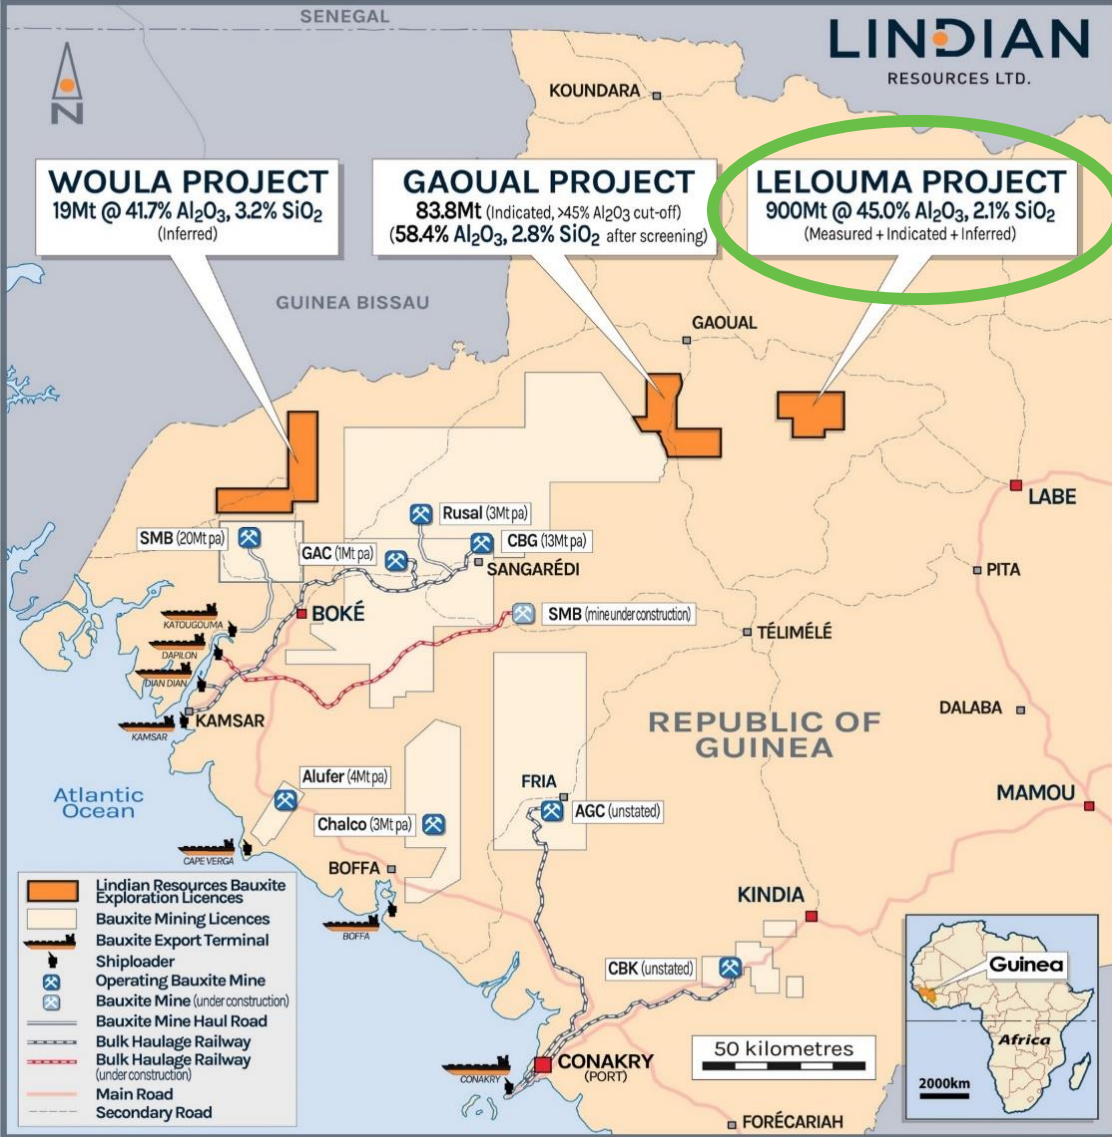 SENEGAL
LINDIAN
RESOURCES LTD.
N
KOUNDARA
WOULA PROJECT
19Mt @ 41.7% Al₂O₃, 3.2% SiO₂
(Inferred)
GAOUAL PROJECT
83.8Mt (Indicated, >45% Al₂O₃ cut-off)
(58.4% Al₂O₃, 2.8% SiO₂ after screening)
LELOUMA PROJECT
900Mt @ 45.0% Al₂O₃, 2.1% SiO₂
(Measured + Indicated + Inferred)
GUINEA BISSAU
GAOUAL
LABE
Rusal (3Mt pa)
SMB (20Mt pa)
GAC (1Mt pa)
CBG (13Mt pa)
SANGARÉDI
PITA
BOKÉ
SMB (mine under construction)
KATOUGOUMA
TÉLIMÉLÉ
DAPILON
DIAN DIAN
KAMSAR
KAMSAR
DALABA
REPUBLIC OF
GUINEA
Alufer (4Mt pa)
FRIA
Atlantic
Ocean
MAMOU
Chalco (3Mt pa)
AGC (unstated)
CAPE VERGA
BOFFA
BOFFA
KINDIA
Lindian Resources Bauxite
Exploration Licences
Bauxite Mining Licences
Bauxite Export Terminal
Shiploader
Operating Bauxite Mine
Bauxite Mine (under construction)
Bauxite Mine Haul Road
Bulk Haulage Railway
Bulk Haulage Railway
(under construction)
Main Road
Secondary Road
CBK (unstated)
Guinea
Africa
2000km
50 kilometres
CONAKRY
CONAKRY
(PORT)
FORÉCARIAH